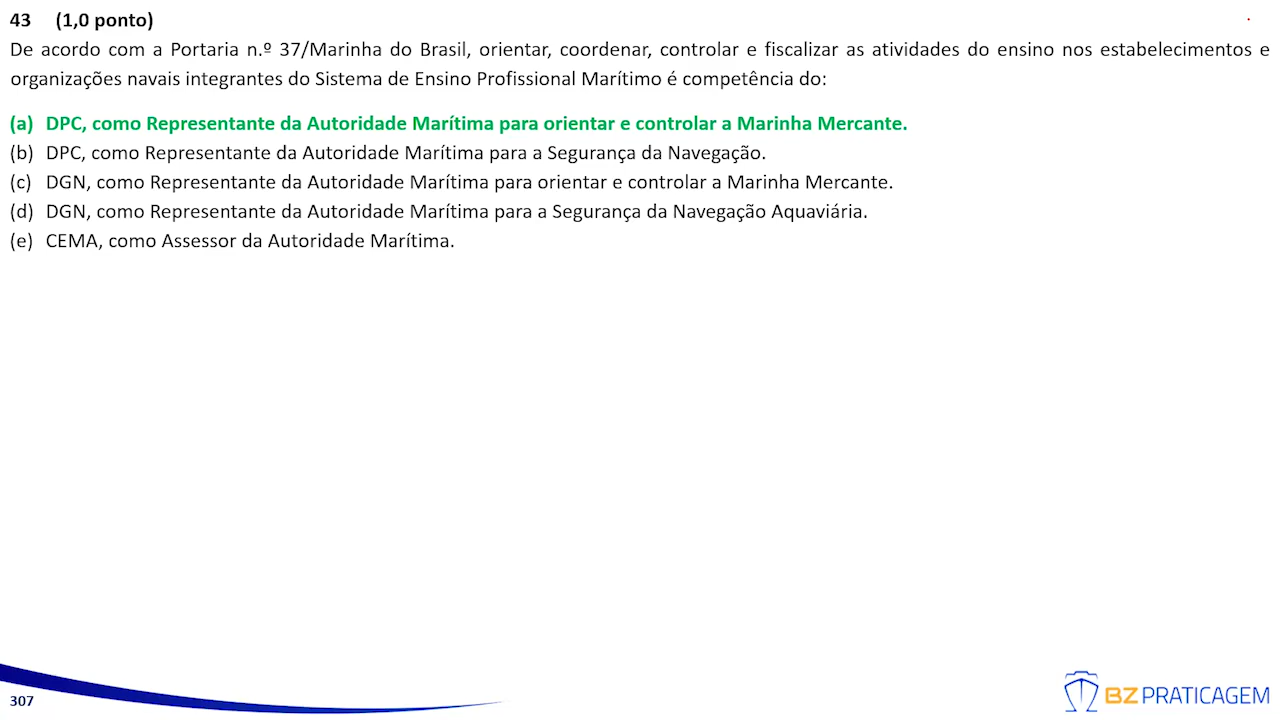 43 (1,0 ponto)
De acordo com a Portaria n.º 37/Marinha do Brasil, orientar, coordenar, controlar e fiscalizar as atividades do ensino nos estabelecimentos e
organizações navais integrantes do Sistema de Ensino Profissional Marítimo é competência do:
(a) DPC, como Representante da Autoridade Marítima para orientar e controlar a Marinha Mercante.
(b) DPC, como Representante da Autoridade Marítima para a Segurança da Navegação.
(c) DGN, como Representante da Autoridade Marítima para orientar e controlar a Marinha Mercante.
(d) DGN, como Representante da Autoridade Marítima para a Segurança da Navegação Aquaviária.
(e) CEMA, como Assessor da Autoridade Marítima.
307
BZ PRATICAGEM